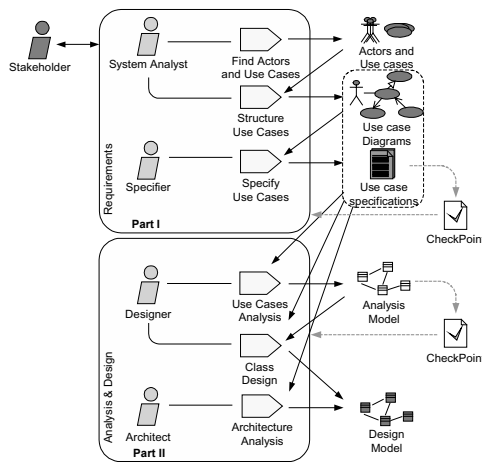 Stakeholder
System Analyst
Find Actors
and Use Cases
Actors and
Use cases
Structure
Use Cases
Use case
Diagrams
Requirements
Specifier
Specify
Use Cases
Use case
specifications
Part I
CheckPoin
Designer
Use Cases
Analysis
Analysis
Model
Class
Design
CheckPoin
Analysis & Design
Architect
Architecture
Analysis
Design
Model
Part II